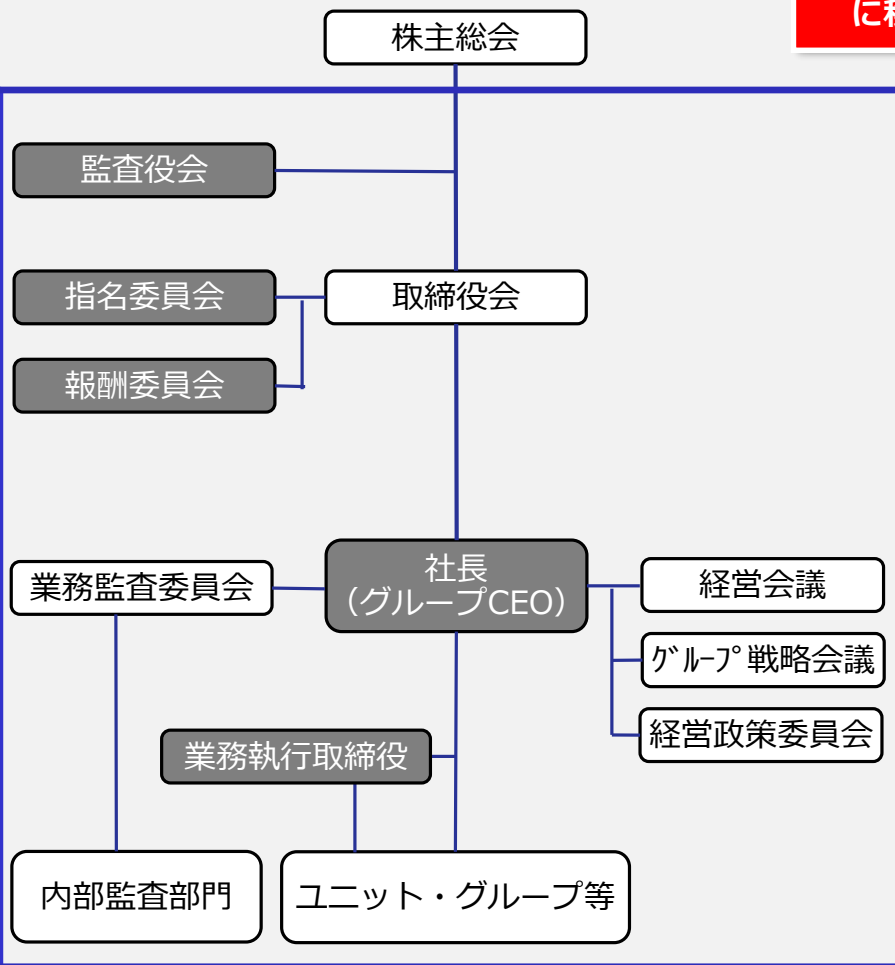 に
株主総会
監査役会
指名委員会
取締役会
報酬委員会
業務監査委員会
社長
（グループCEO）
経営会議
ｸﾞﾙｰﾌﾟ戦略会議
経営政策委員会
業務執行取締役
内部監査部門
ユニット・グループ等